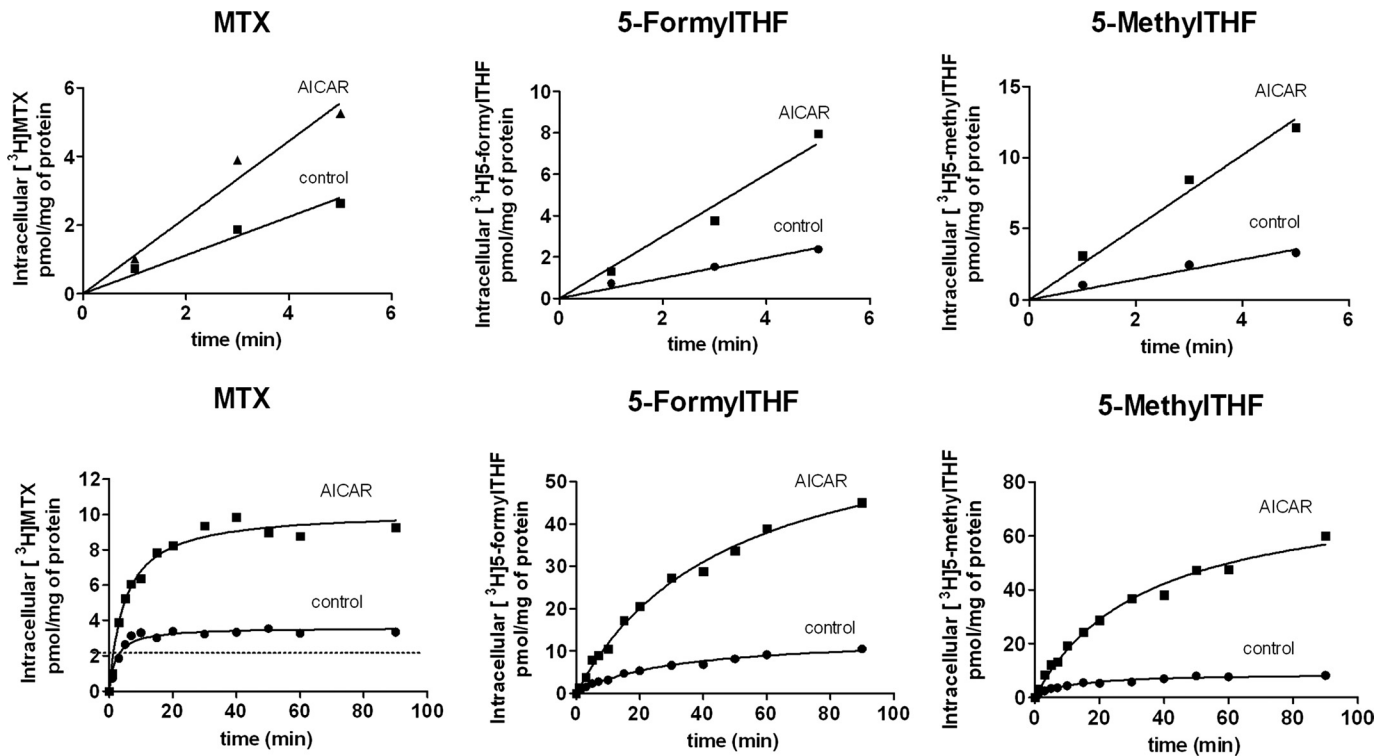 MTX
Intracellular [ ³H]MTX
pmol/mg of protein
6
4
2
0
AICAR
control
0 2 4 6
time (min)
5-FormylTHF
Intracellular [ ³H]5-formylTHF
pmol/mg of protein
10
8
6
4
2
0
AICAR
control
0 2 4 6
time (min)
5-MethylTHF
Intracellular [ ³H]5-methylTHF
pmol/mg of protein
15
10
5
0
AICAR
control
0 2 4 6
time (min)
MTX
Intracellular [ ³H]MTX
pmol/mg of protein
12
10
8
6
4
2
0
AICAR
control
0 20 40 60 80 100
time (min)
5-FormylTHF
Intracellular [ ³H]5-formylTHF
pmol/mg of protein
50
40
30
20
10
0
AICAR
control
0 20 40 60 80 100
time (min)
5-MethylTHF
Intracellular [ ³H]5-methylTHF
pmol/mg of protein
80
60
40
20
0
AICAR
control
0 20 40 60 80 100
time (min)